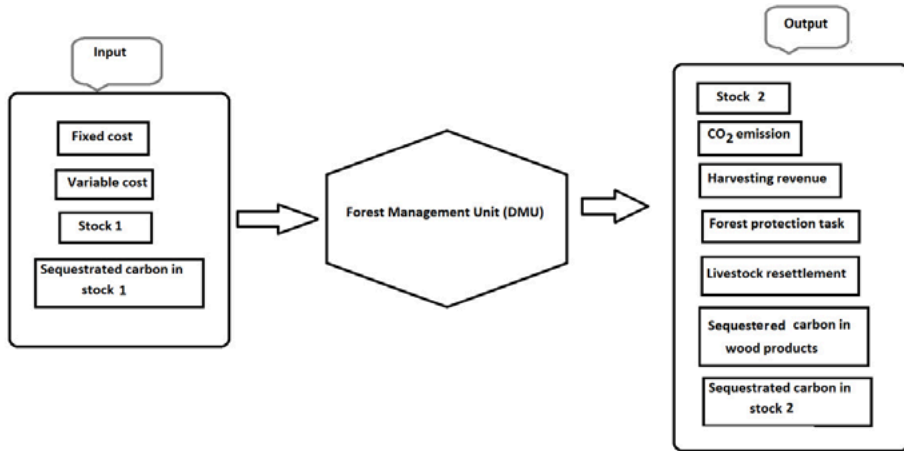 Input
Fixed cost
Variable cost
Stock 1
Sequestrated carbon in
stock 1
Forest Management Unit (DMU)
Output
Stock 2
CO₂ emission
Harvesting revenue
Forest protection task
Livestock resettlement
Sequestered carbon in
wood products
Sequestrated carbon in
stock 2